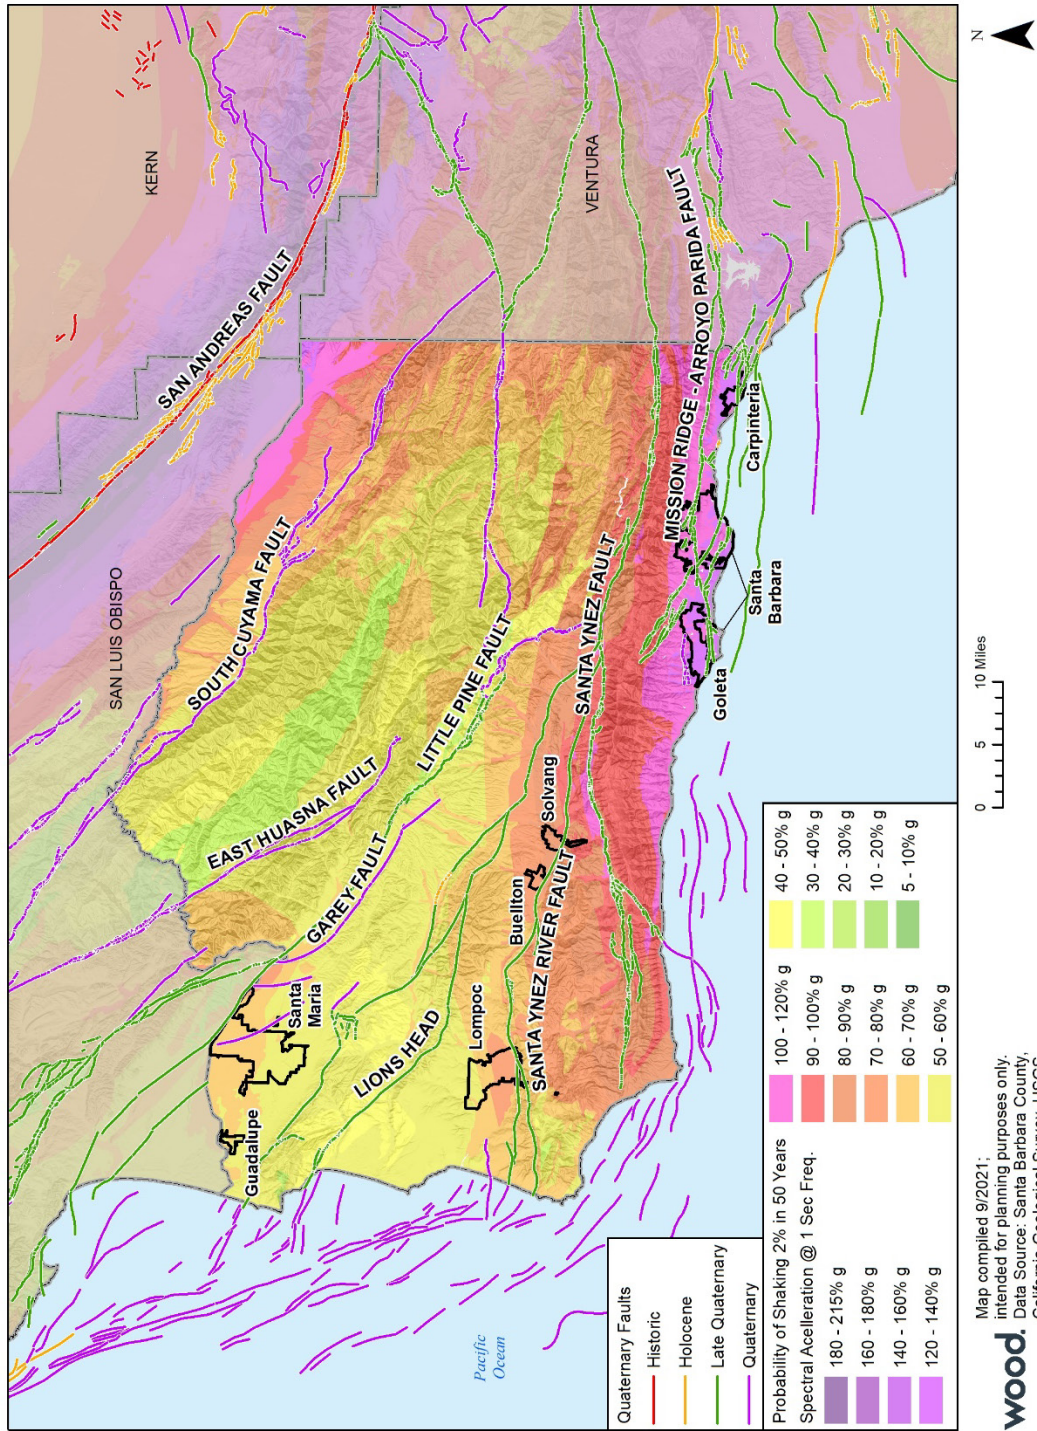 KERN
SAN ANDREAS FAULT
SAN LUIS OBISPO
VENTURA
SOUTH CUYAMA FAULT
EAST HUASNA FAULT
GAREY FAULT
LITTLE PINE FAULT
Santa
Maria
Guadalupe
LIONS HEAD
Lompoc
Buellton
Solvang
SANTA YNEZ RIVER FAULT
SANTA YNEZ FAULT
MISSION RIDGE - ARROYO PARIDA FAULT
Goleta
Santa
Barbara
Carpinteria
Pacific
Ocean
Quaternary Faults
Historic
Holocene
Late Quaternary
Quaternary
Probability of Shaking 2% in 50 Years
Spectral Acelleration @ 1 Sec Freq.
180 - 215% g
160 - 180% g
140 - 160% g
120 - 140% g
100 - 120% g
90 - 100% g
80 - 90% g
70 - 80% g
60 - 70% g
50 - 60% g
40 - 50% g
30 - 40% g
20 - 30% g
10 - 20% g
5 - 10% g
0 5 10 Miles
N
wood.
Map compiled 9/2021;
intended for planning purposes only.
Data Source: Santa Barbara County,
California Geological Survey, USGS